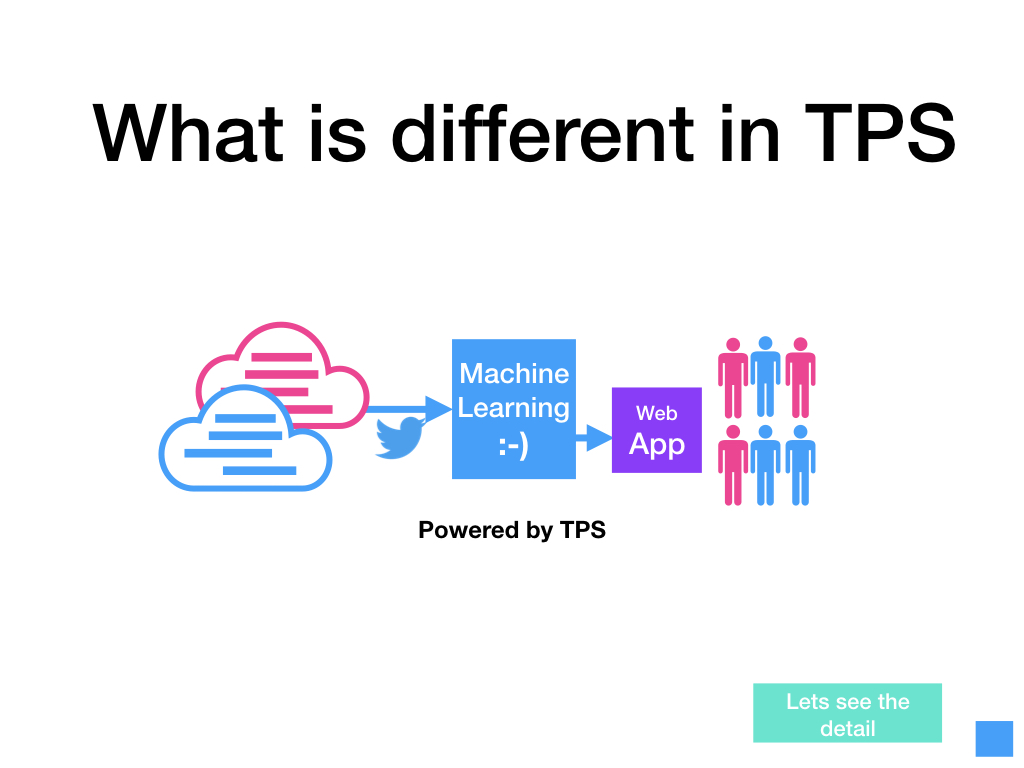 What is different in TPS
Machine
Learning
:-)
Web
App
Powered by TPS
Lets see the
detail